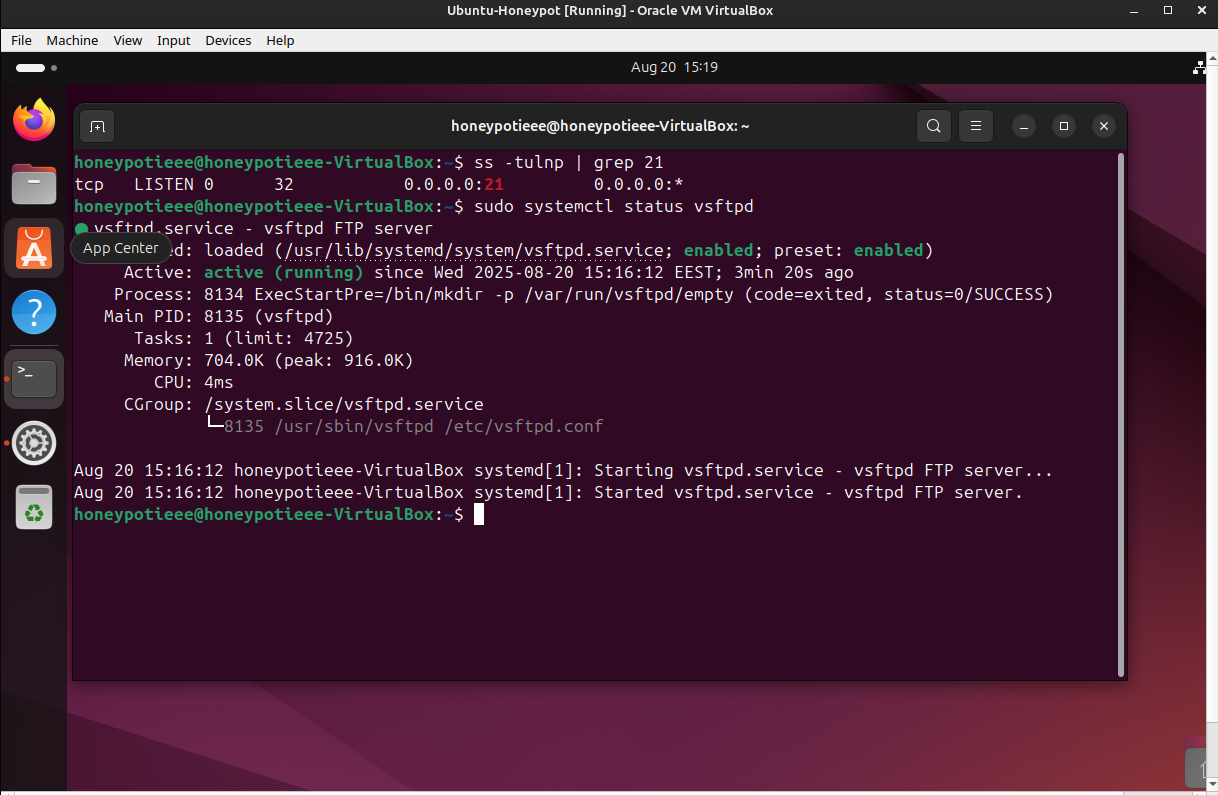 Ubuntu-Honeypot [Running] - Oracle VM VirtualBox
File Machine View Input Devices Help
Aug 20 15:19
honeypotieee@honeypotieee-VirtualBox: ~
honeypotieee@honeypotieee-VirtualBox:~$ ss -tulnp | grep 21
tcp   LISTEN 0      32           0.0.0.0:21         0.0.0.0:*
honeypotieee@honeypotieee-VirtualBox:~$ sudo systemctl status vsftpd
vsftpd.service - vsftpd FTP server
App Center
ed: loaded (/usr/lib/systemd/system/vsftpd.service; enabled; preset: enabled)
Active: active (running) since Wed 2025-08-20 15:16:12 EEST; 3min 20s ago
Process: 8134 ExecStartPre=/bin/mkdir -p /var/run/vsftpd/empty (code=exited, status=0/SUCCESS)
Main PID: 8135 (vsftpd)
Tasks: 1 (limit: 4725)
Memory: 704.0K (peak: 916.0K)
CPU: 4ms
CGroup: /system.slice/vsftpd.service
└─8135 /usr/sbin/vsftpd /etc/vsftpd.conf
Aug 20 15:16:12 honeypotieee-VirtualBox systemd[1]: Starting vsftpd.service - vsftpd FTP server...
Aug 20 15:16:12 honeypotieee-VirtualBox systemd[1]: Started vsftpd.service - vsftpd FTP server.
honeypotieee@honeypotieee-VirtualBox:~$